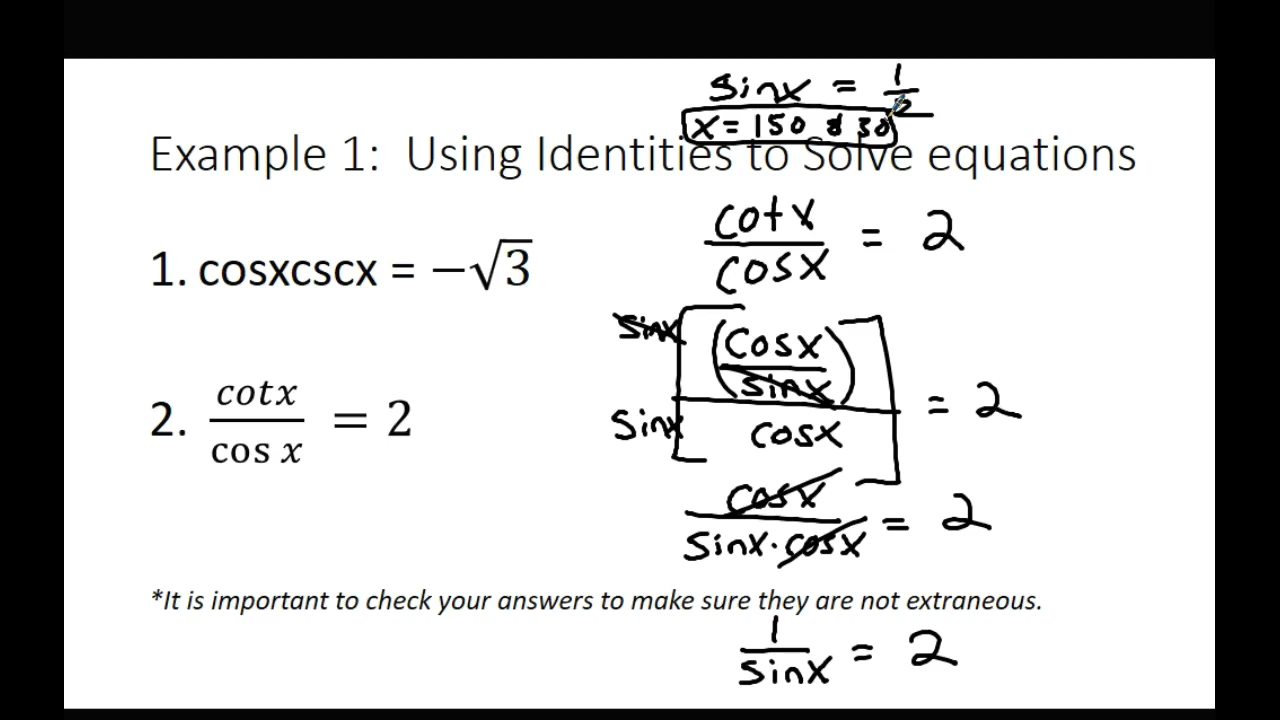 sinx = 1/2
x = 150 & 30
Example 1: Using Identities to Solve equations
cotx/cosx = 2
1. cosxcscx = −√3
sinx [(cosx/sinx)
sinx cosx] = 2
2. cotx/cos x = 2
cosx/sinx·cosx = 2
*It is important to check your answers to make sure they are not extraneous.
1/sinx = 2